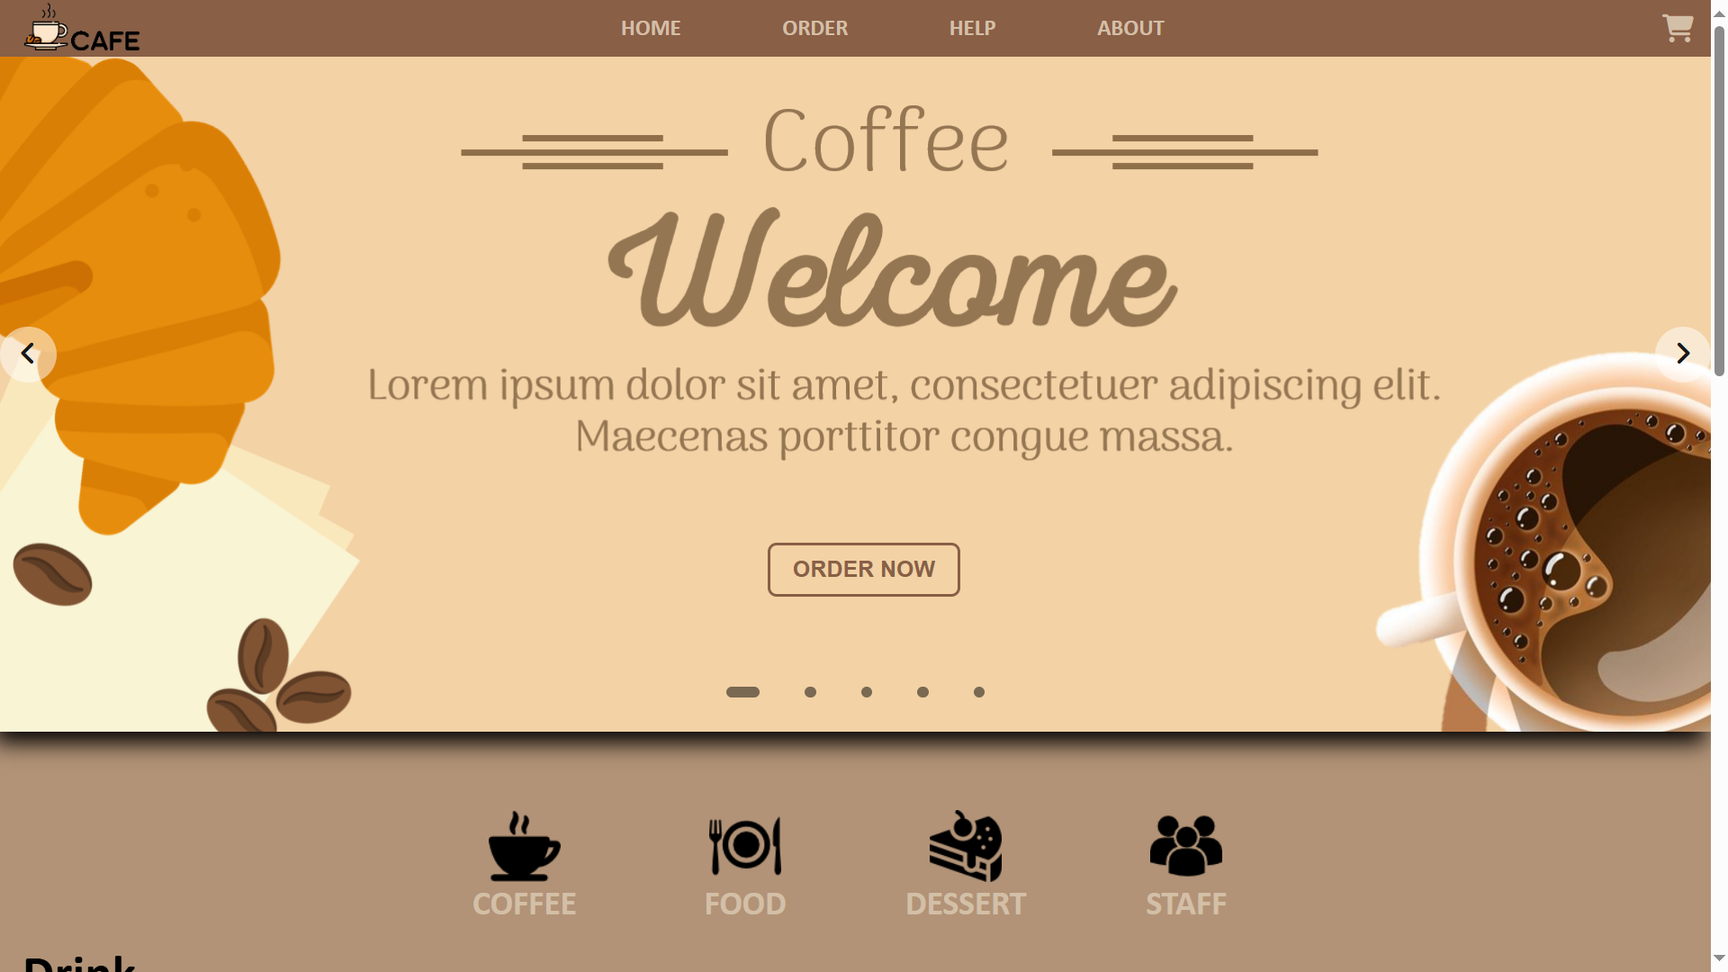 CAFE
HOME ORDER HELP ABOUT
Coffee
Welcome
Lorem ipsum dolor sit amet, consectetuer adipiscing elit.
Maecenas porttitor congue massa.
ORDER NOW
COFFEE FOOD DESSERT STAFF
Drink